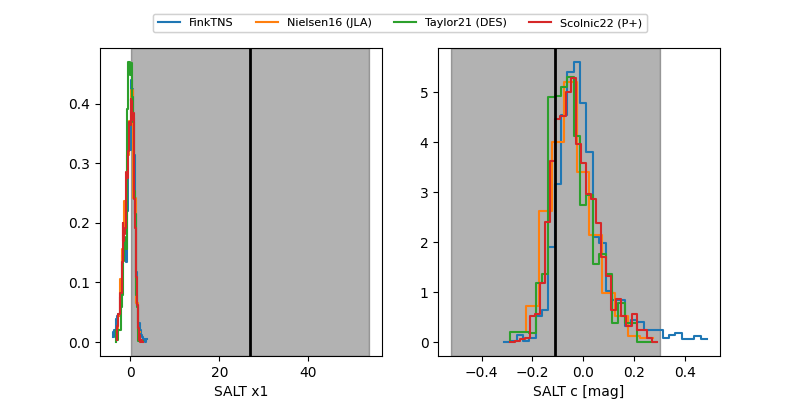 FinkTNS Nielsen16 (JLA) Taylor21 (DES) Scolnic22 (P+)
0.4
0.3
0.2
0.1
0.0
0 20 40
SALT x1
5
4
3
2
1
0
−0.4 −0.2 0.0 0.2 0.4
SALT c [mag]